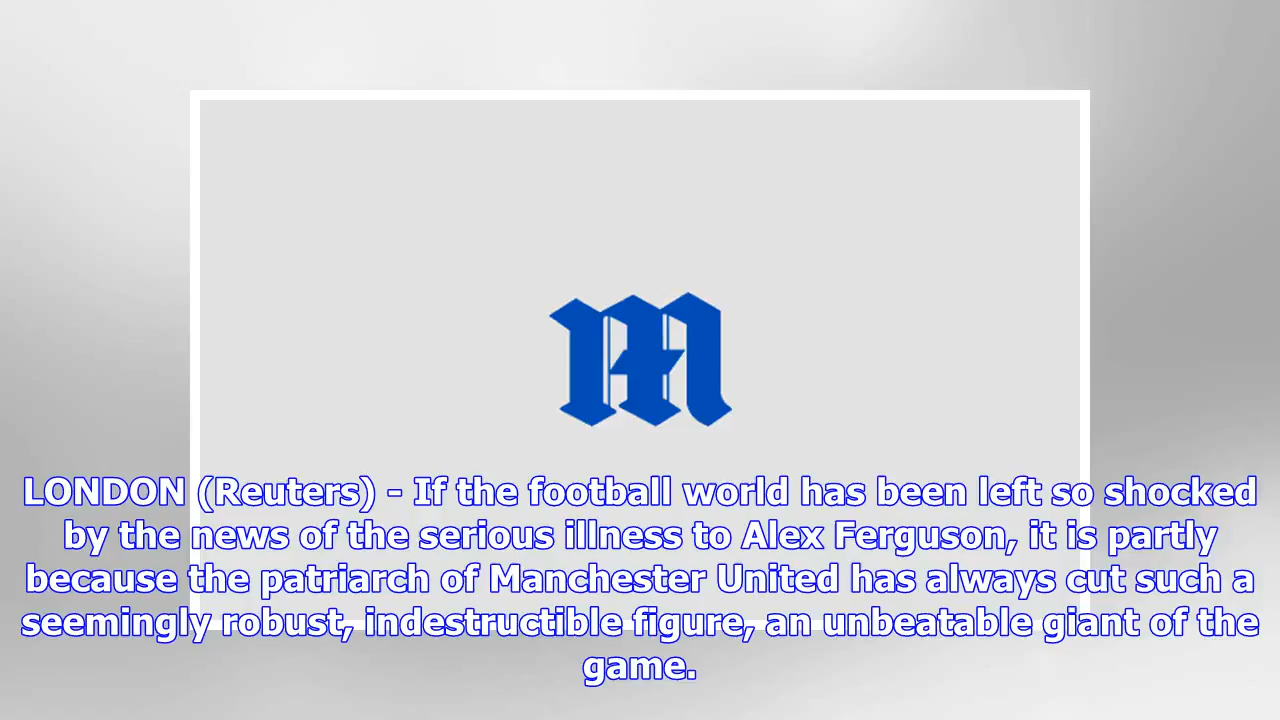 m
LONDON (Reuters) - If the football world has been left so shocked
by the news of the serious illness to Alex Ferguson, it is partly
because the patriarch of Manchester United has always cut such a
seemingly robust, indestructible figure, an unbeatable giant of the
game.